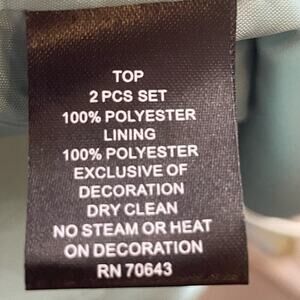 TOP
2 PCS SET
100% POLYESTER
LINING
100% POLYESTER
EXCLUSIVE OF
DECORATION
DRY CLEAN
NO STEAM OR HEAT
ON DECORATION
RN 70643